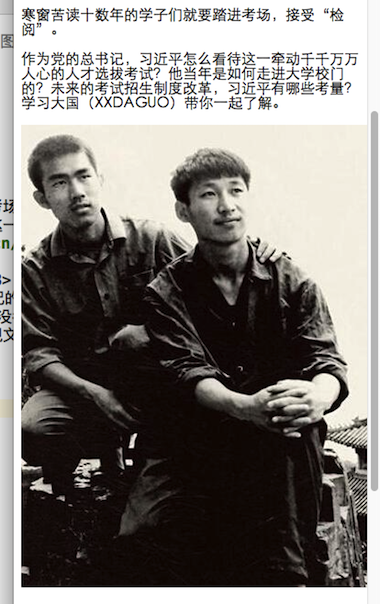 寒窗苦读十数年的学子们就要踏进考场，接受“检
阅”。
作为党的总书记，习近平怎么看待这一牵动千千万万
人心的人才选拔考试？他当年是如何走进大学校门
的？未来的考试招生制度改革，习近平有哪些考量？
学习大国（XXDAGUO）带你一起了解。